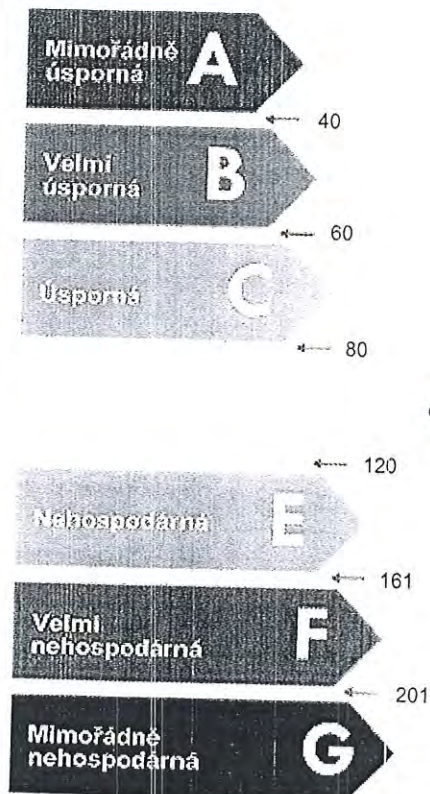 Mimořádně
úsporná A
40
Velmi
úsporná B
60
Úsporná C
80
120
Nehospodárná E
161
Velmi
nehospodárná F
201
Mimořádně
nehospodárná G